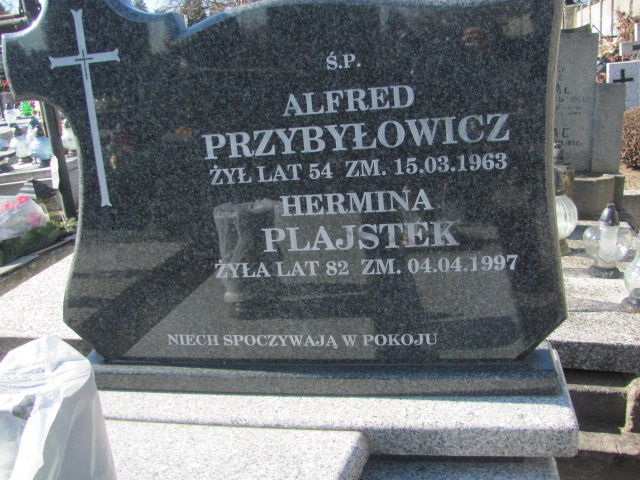 Ś.P.
ALFRED
PRZYBYŁOWICZ
ŻYŁ LAT 54 ZM. 15.03.1963
HERMINA
PLAJSTEK
ŻYŁA LAT 82 ZM. 04.04.1997
NIECH SPOCZYWAJĄ W POKOJU